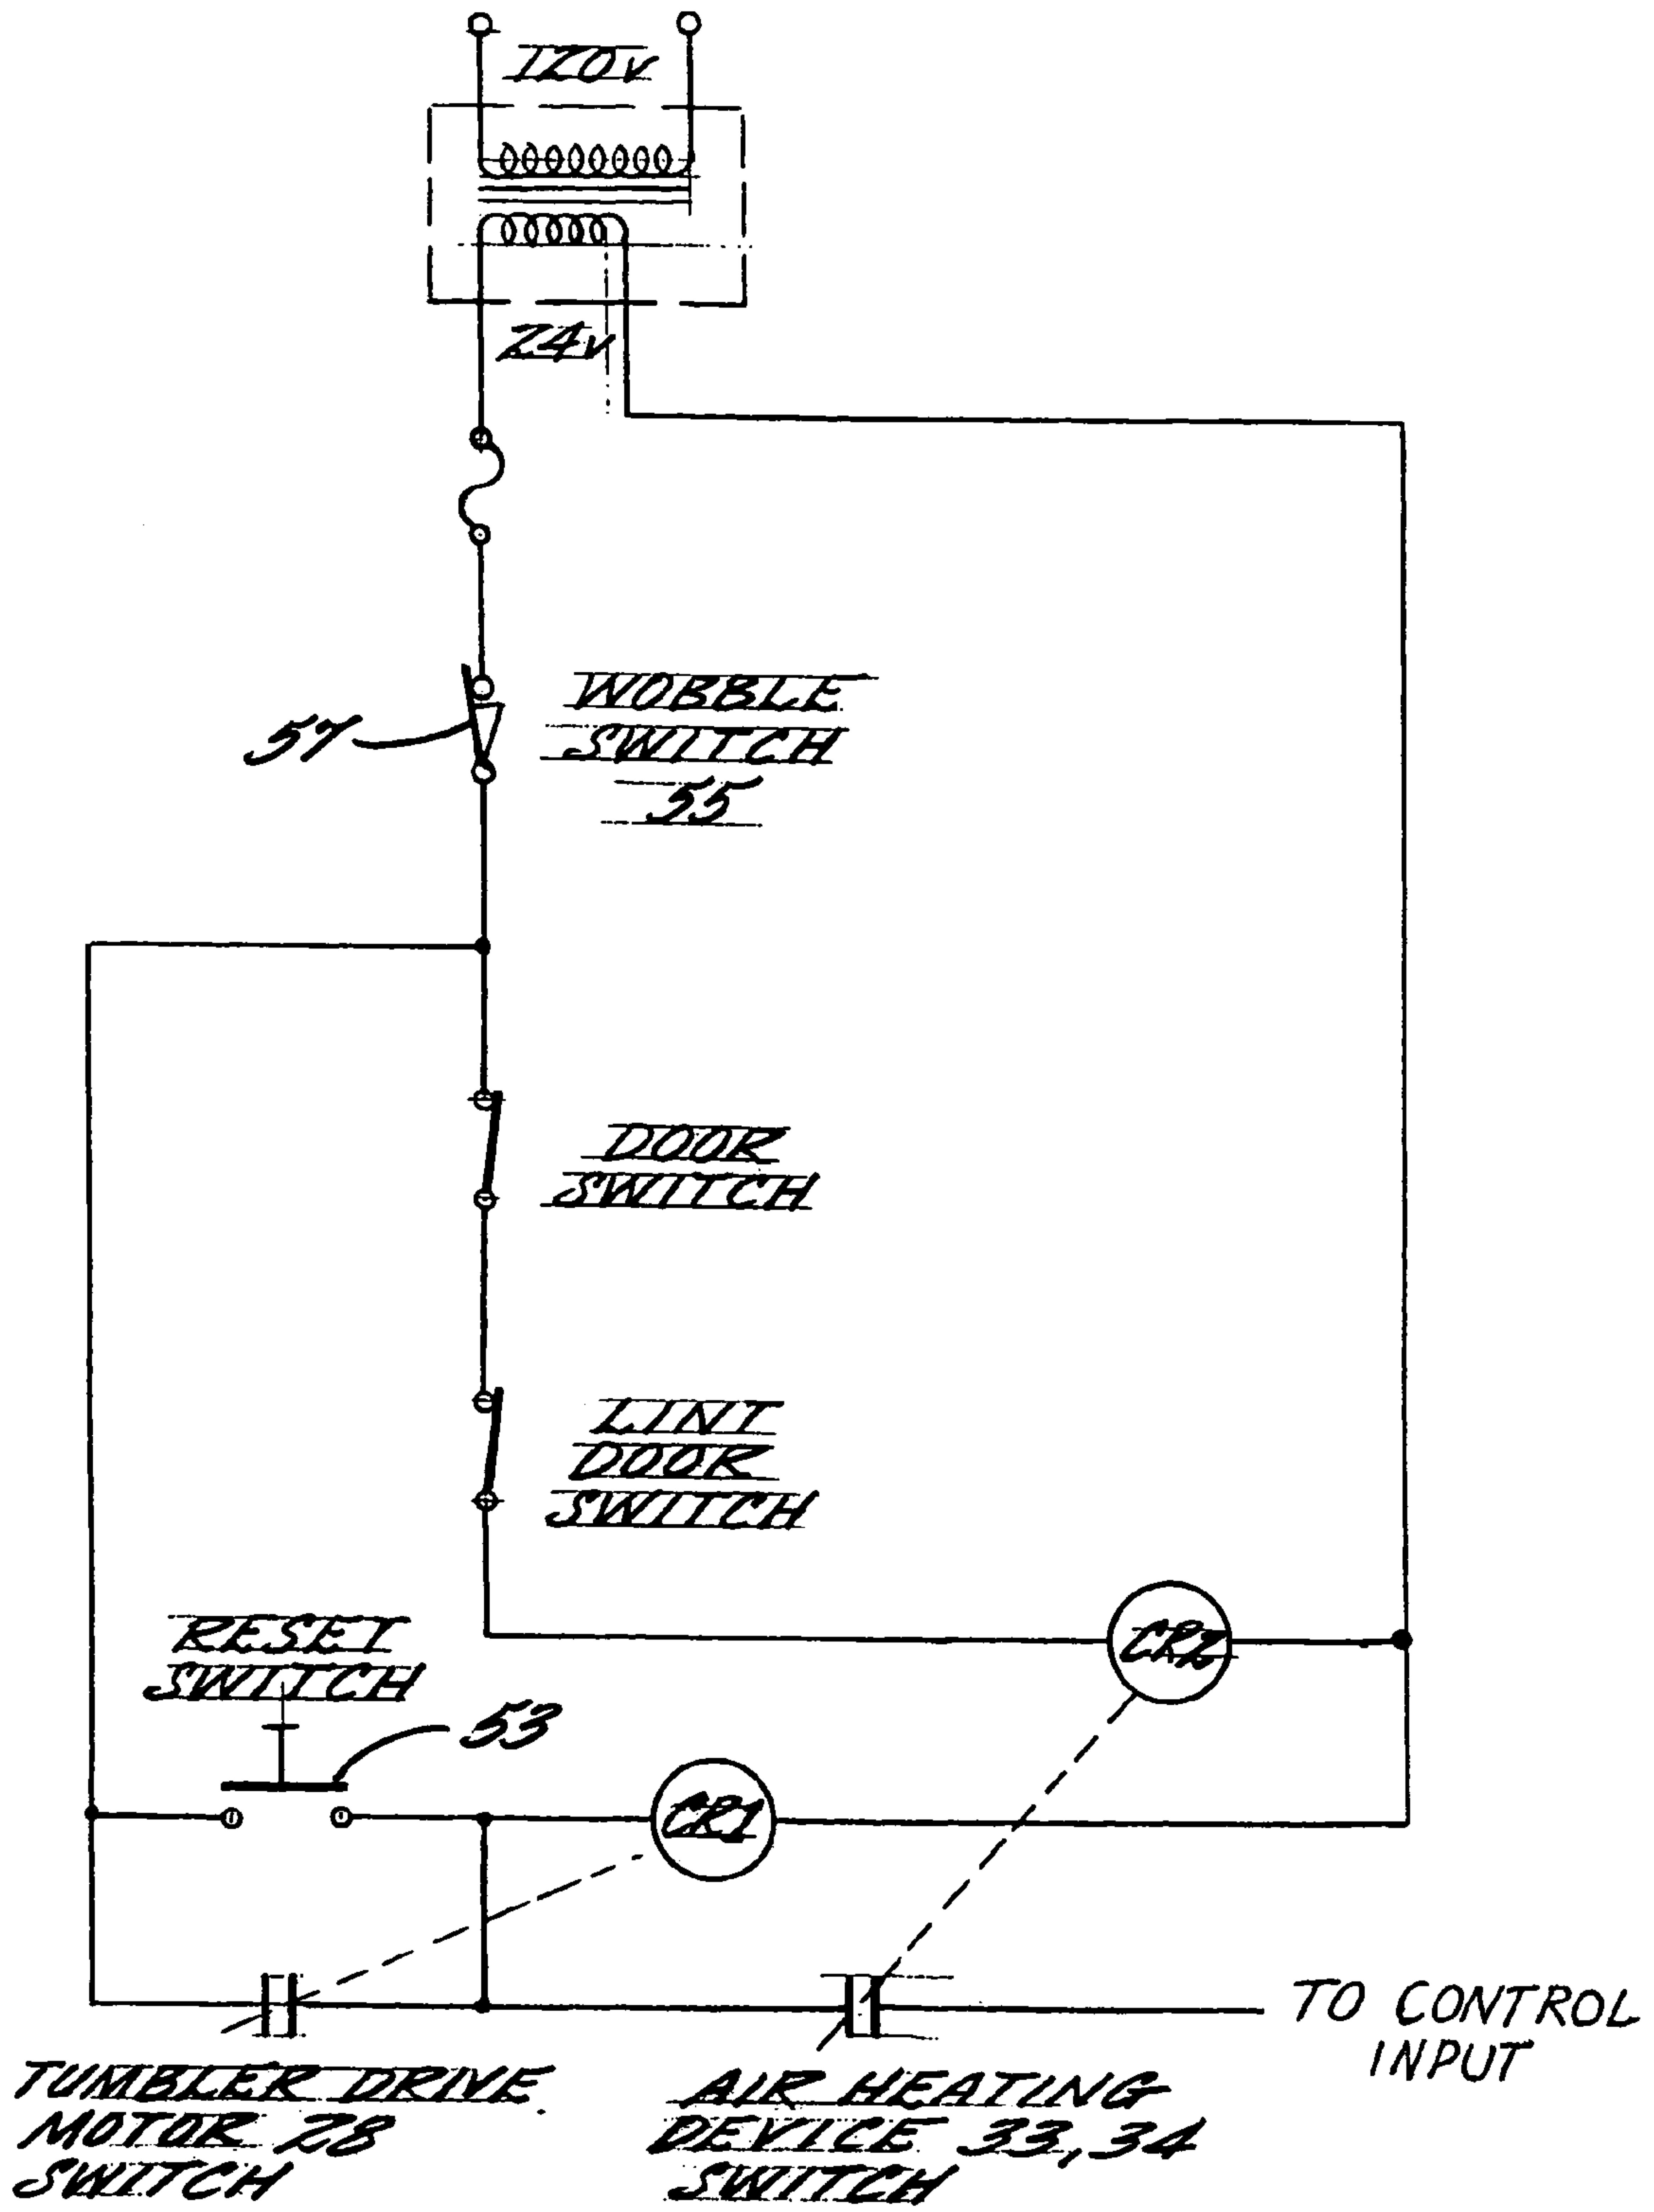 120v
24v
57
WOBBLE
SWITCH
55
DOOR
SWITCH
LINT
DOOR
SWITCH
RESET
SWITCH
53
CR2
CR1
TO CONTROL
INPUT
TUMBLER DRIVE
MOTOR 28
SWITCH
AIR HEATING
DEVICE 33,34
SWITCH